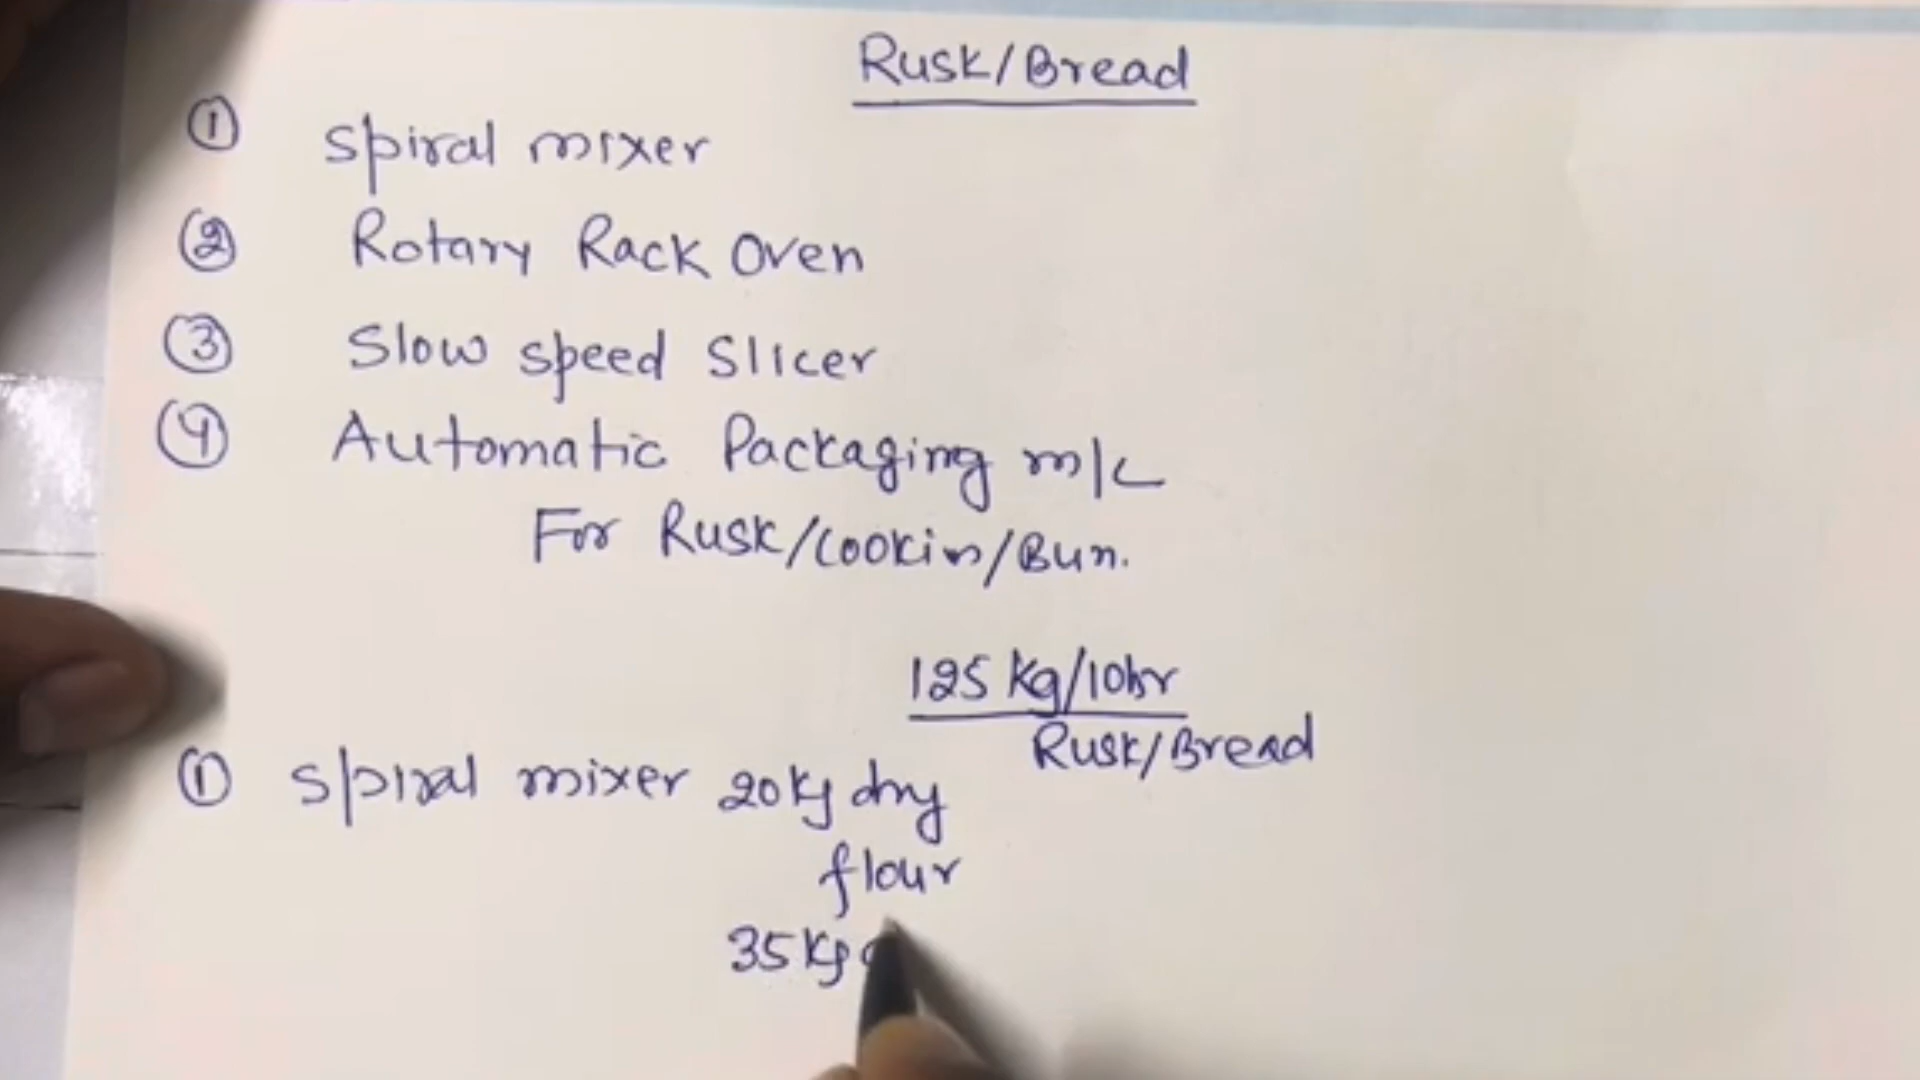 Rusk/Bread
① Spiral mixer
② Rotary Rack Oven
③ Slow speed Slicer
④ Automatic Packaging m/c
For Rusk/Cookies/Bun.
125 Kg/10hr
Rusk/Bread
① Spiral mixer 20Kg dry
flour
35Kg